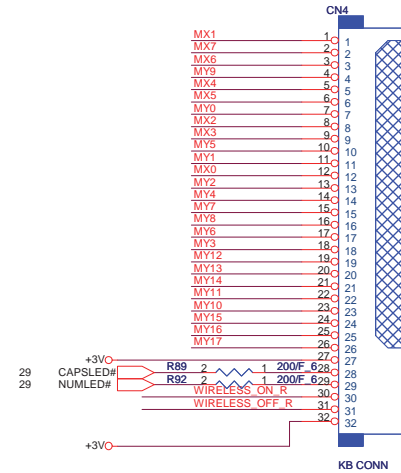 CN4
MX1 1 1
MX7 2 2
MX6 3 3
MY9 4 4
MX4 5 5
MX5 6 6
MY0 7 7
MX2 8 8
MX3 9 9
MY5 10 10
MY1 11 11
MX0 12 12
MY2 13 13
MY4 14 14
MY7 15 15
MY8 16 16
MY6 17 17
MY3 18 18
MY12 19 19
MY13 20 20
MY14 21 21
MY11 22 22
MY10 23 23
MY15 24 24
MY16 25 25
MY17 26 26
+3V 27 27
29 CAPSLED# R89 2 1 200/F_6 28 28
29 NUMLED# R92 2 1 200/F_6 29 29
WIRELESS_ON_R 30 30
WIRELESS_OFF_R 31 31
32 32
+3V
KB CONN